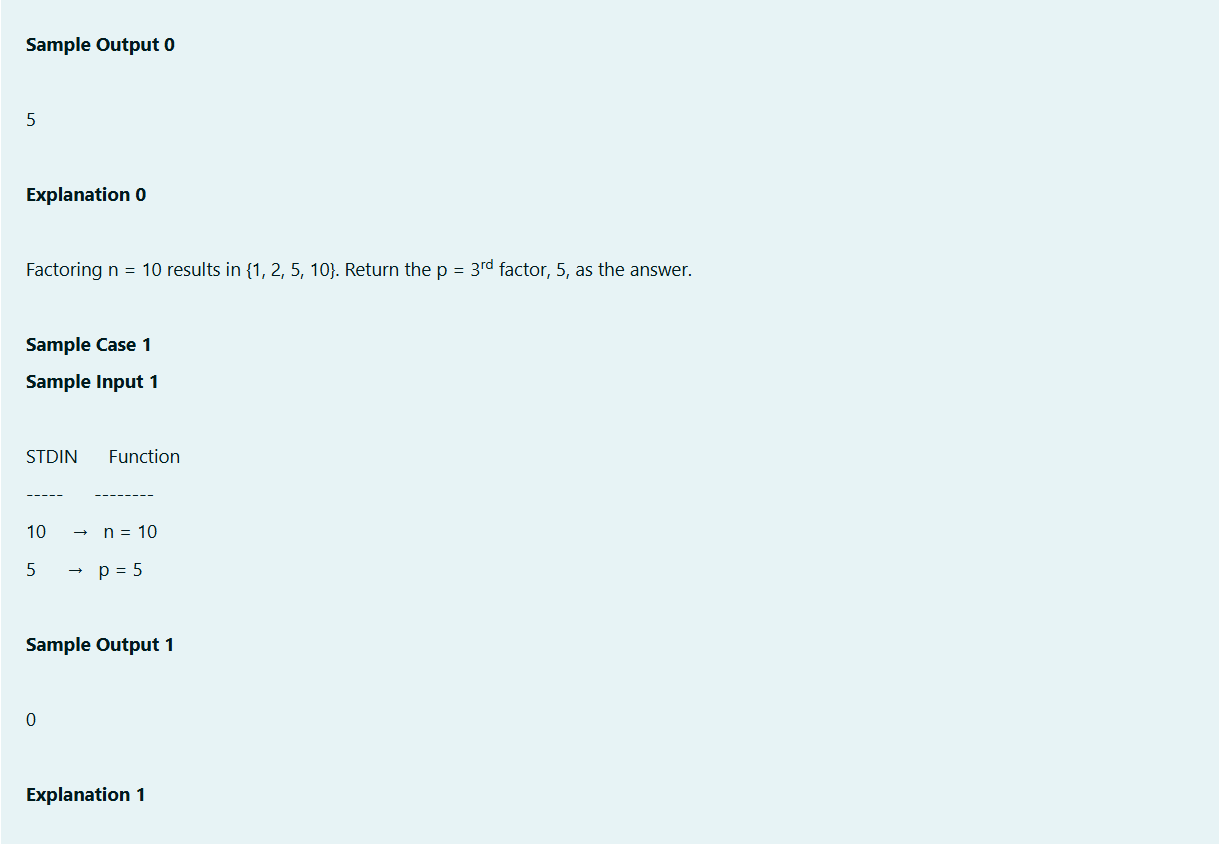 Sample Output 0
5
Explanation 0
Factoring n = 10 results in {1, 2, 5, 10}. Return the p = 3rd factor, 5, as the answer.
Sample Case 1
Sample Input 1
STDIN Function
----- --------
10 → n = 10
5 → p = 5
Sample Output 1
0
Explanation 1